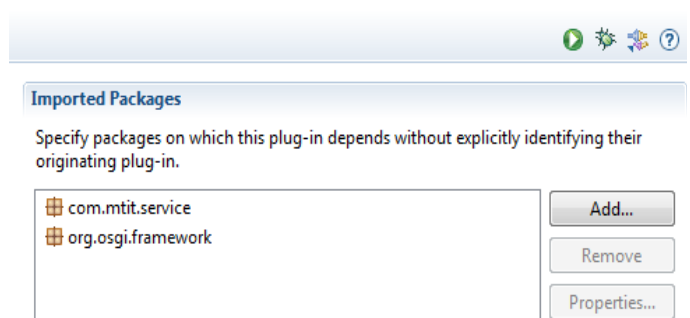 Imported Packages
Specify packages on which this plug-in depends without explicitly identifying their
originating plug-in.
com.mtit.service
org.osgi.framework
Add...
Remove
Properties...